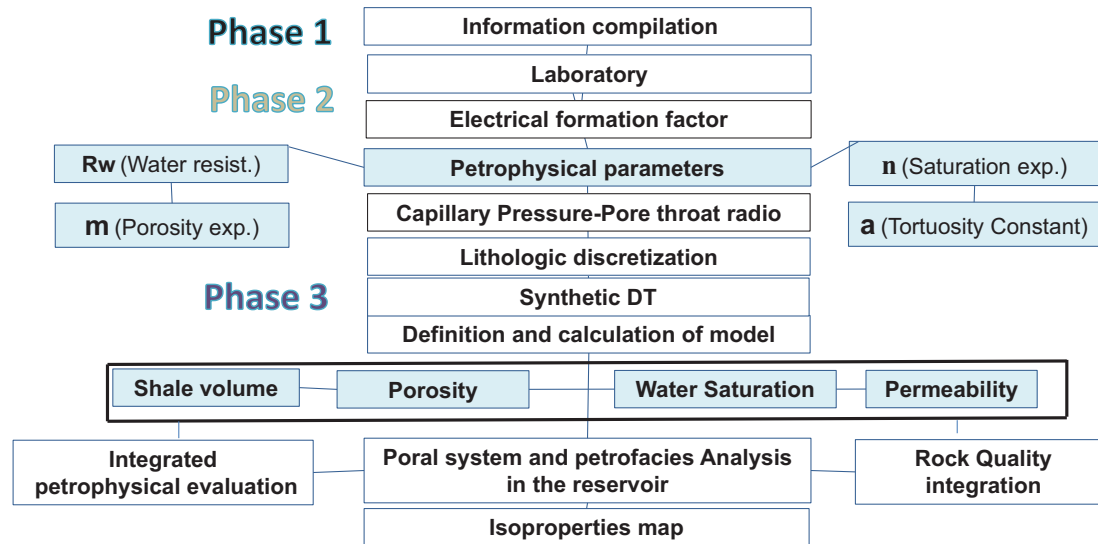 Phase 1
Information compilation
Laboratory
Phase 2
Electrical formation factor
Rw (Water resist.)
Petrophysical parameters
n (Saturation exp.)
m (Porosity exp.)
Capillary Pressure-Pore throat radio
a (Tortuosity Constant)
Lithologic discretization
Phase 3
Synthetic DT
Definition and calculation of model
Shale volume
Porosity
Water Saturation
Permeability
Integrated
petrophysical evaluation
Poral system and petrofacies Analysis
in the reservoir
Rock Quality
integration
Isoproperties map